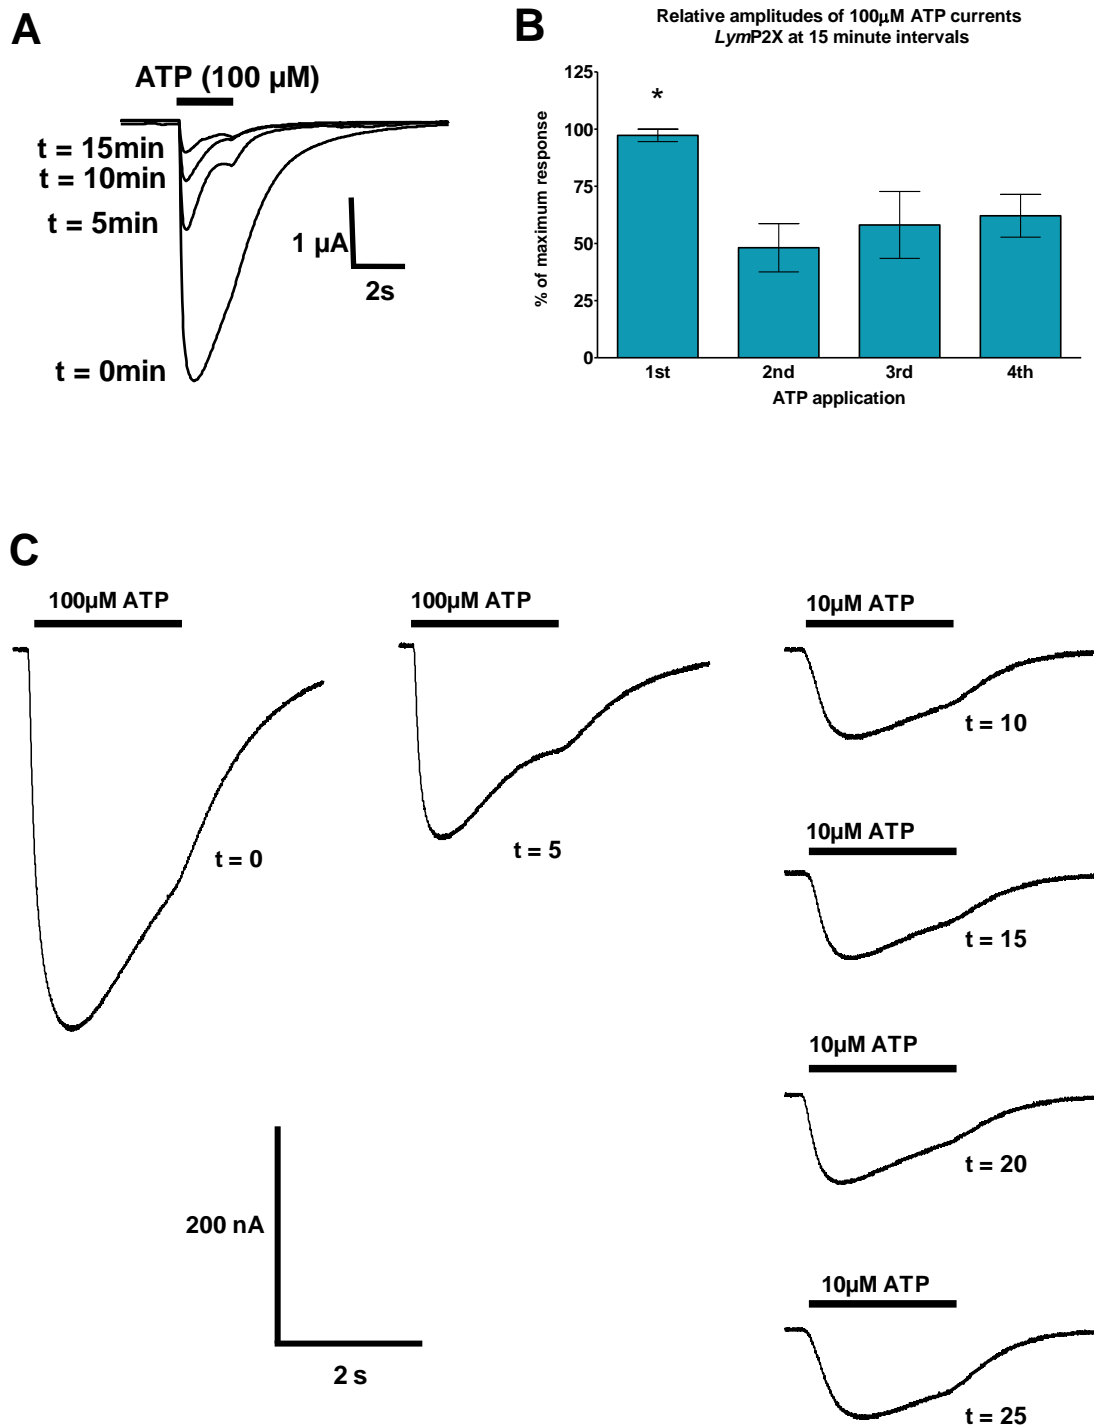 A
ATP (100 µM)
t = 15min
t = 10min
t = 5min
t = 0min
1 µA
2s
B
Relative amplitudes of 100µM ATP currents
LymP2X at 15 minute intervals
% of maximum response
125
100
75
50
25
0
*
1st 2nd 3rd 4th
ATP application
C
100µM ATP
t = 0
100µM ATP
t = 5
10µM ATP
t = 10
10µM ATP
t = 15
10µM ATP
t = 20
10µM ATP
t = 25
200 nA
2 s